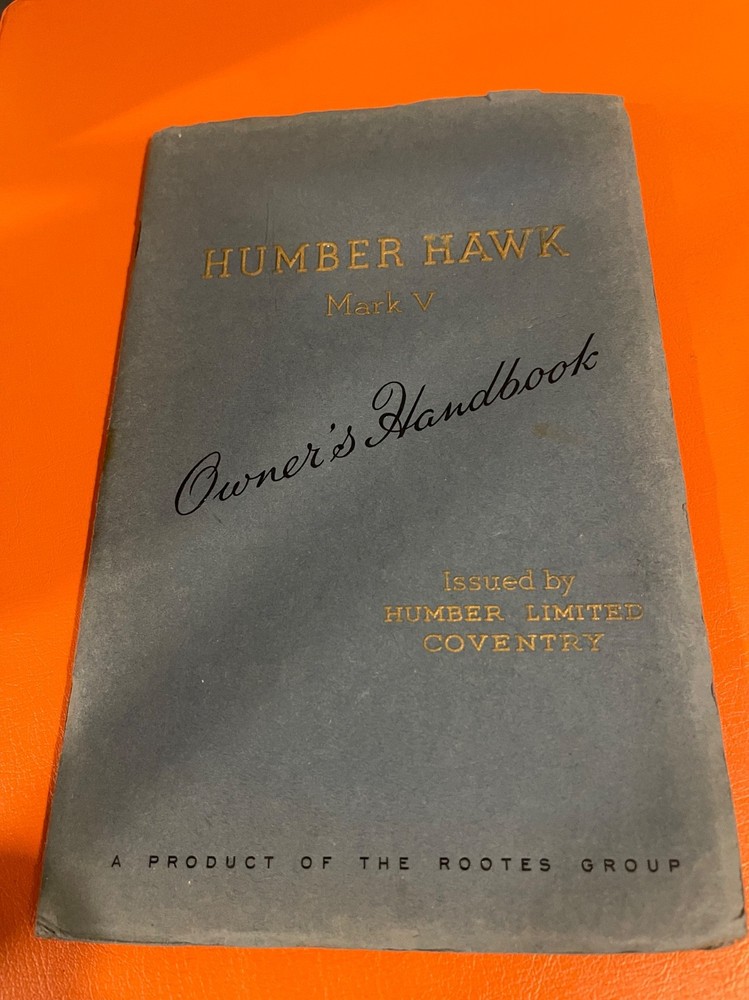 HUMBER HAWK
Mark V
Owner's Handbook
Issued by
HUMBER LIMITED
COVENTRY
A PRODUCT OF THE ROOTES GROUP